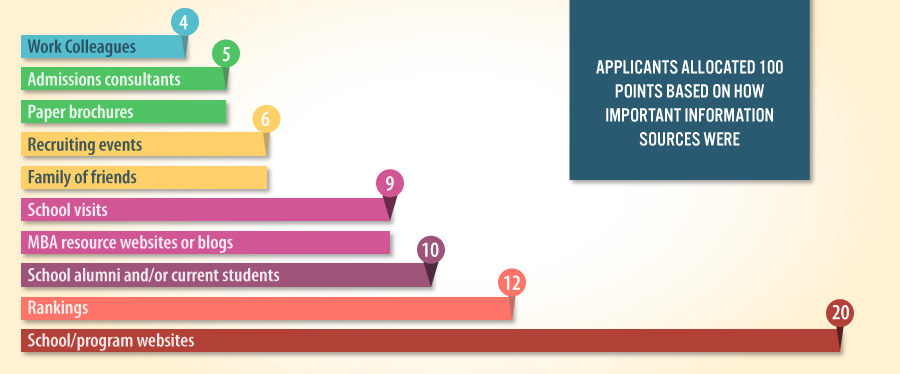 4
Work Colleagues
5
Admissions consultants
Paper brochures
6
Recruiting events
Family of friends
9
School visits
MBA resource websites or blogs
10
School alumni and/or current students
12
Rankings
20
School/program websites
APPLICANTS ALLOCATED 100
POINTS BASED ON HOW
IMPORTANT INFORMATION
SOURCES WERE